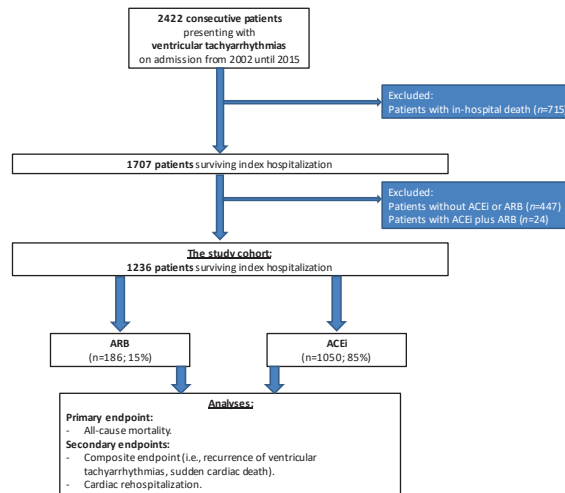 2422 consecutive patients
presenting with
ventricular tachyarrhythmias
on admission from 2002 until 2015
Excluded:
Patients with in-hospital death (n=715)
1707 patients surviving index hospitalization
Excluded:
Patients without ACEi or ARB (n=447)
Patients with ACEi plus ARB (n=24)
The study cohort:
1236 patients surviving index hospitalization
ARB
(n=186; 15%)
ACEi
(n=1050; 85%)
Analyses:
Primary endpoint:
- All-cause mortality.
Secondary endpoints:
- Composite endpoint (i.e., recurrence of ventricular
tachyarrhythmias, sudden cardiac death).
- Cardiac rehospitalization.